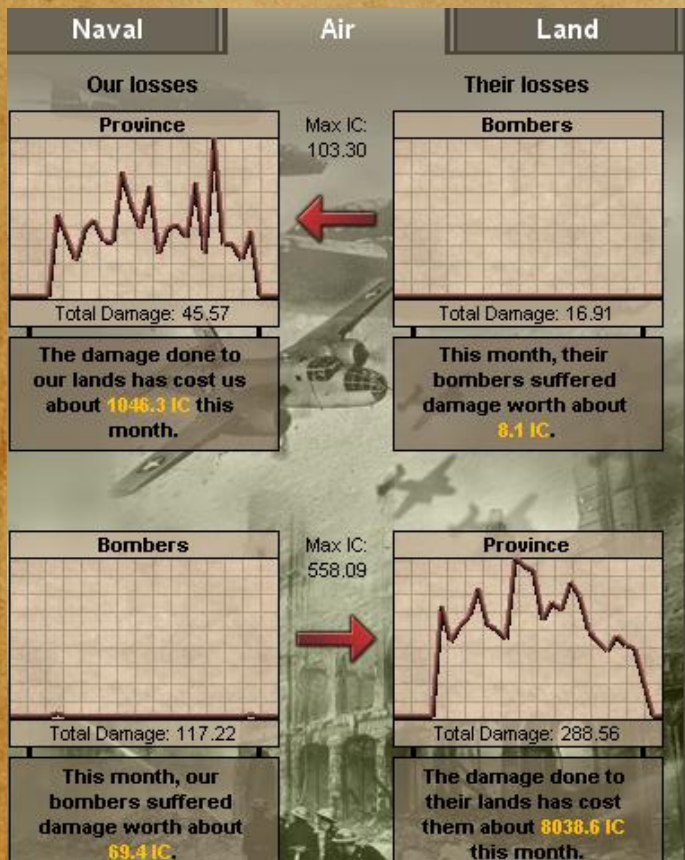 Naval
Air
Land
Our losses
Their losses
Province
Max IC:
103.30
Bombers
Total Damage: 45.57
Total Damage: 16.91
The damage done to
our lands has cost us
about 1046.3 IC this
month.
This month, their
bombers suffered
damage worth about
8.1 IC.
Bombers
Max IC:
558.09
Province
Total Damage: 117.22
Total Damage: 288.56
This month, our
bombers suffered
damage worth about
69.4 IC.
The damage done to
their lands has cost
them about 8038.6 IC
this month.